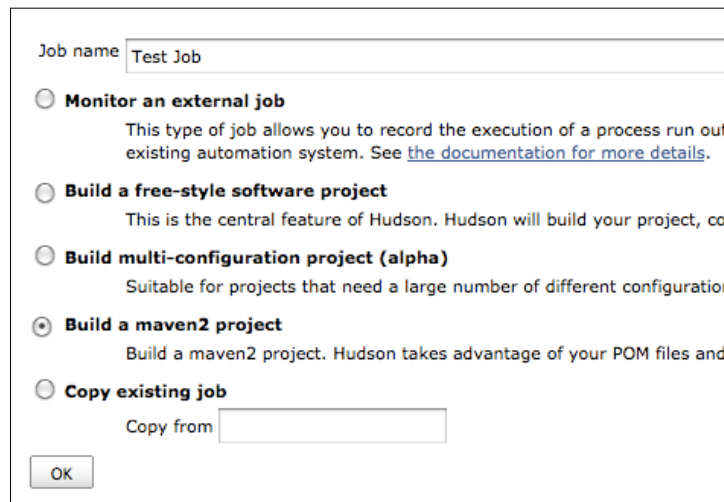 Job name Test Job
Monitor an external job
This type of job allows you to record the execution of a process run out
existing automation system. See the documentation for more details.
Build a free-style software project
This is the central feature of Hudson. Hudson will build your project, co
Build multi-configuration project (alpha)
Suitable for projects that need a large number of different configuration
Build a maven2 project
Build a maven2 project. Hudson takes advantage of your POM files and
Copy existing job
Copy from
OK